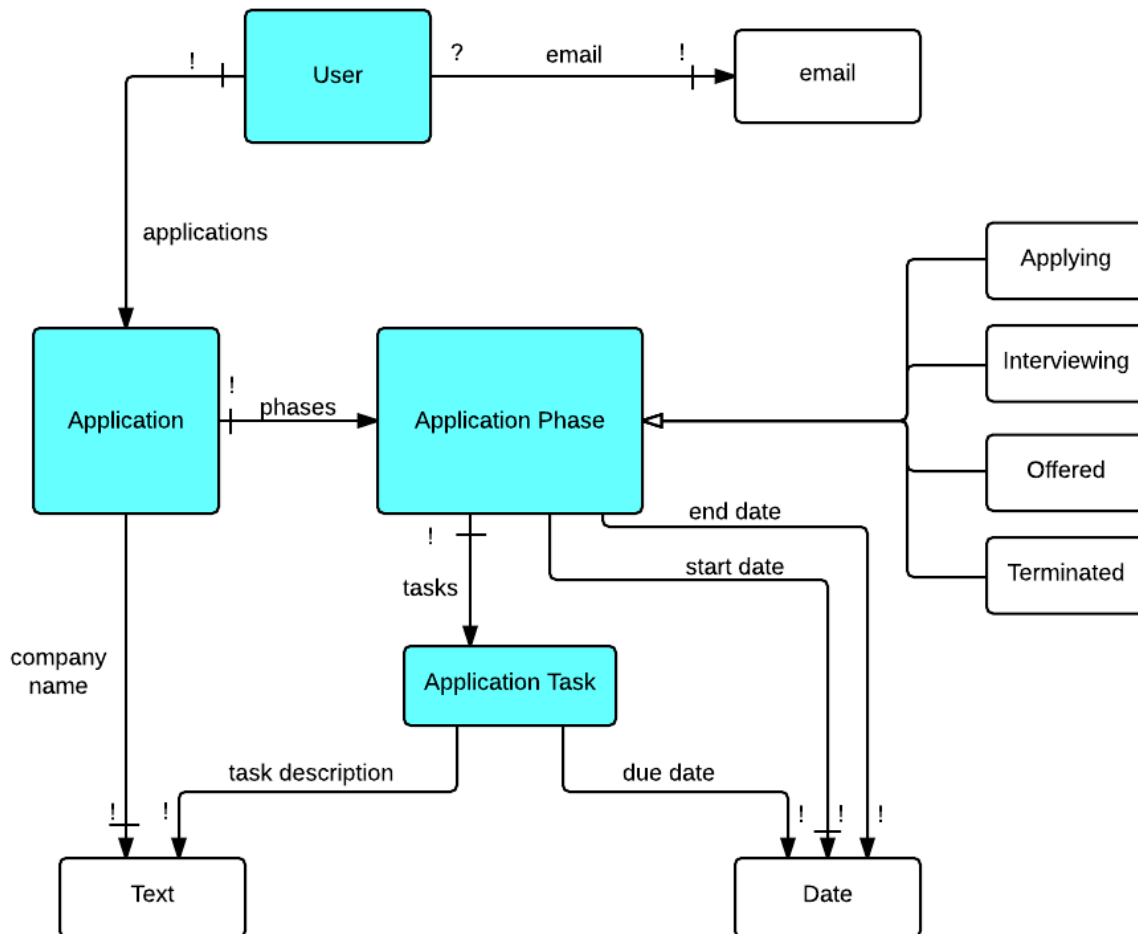 !
User
?
email
!
email
applications
Applying
Interviewing
Application
!
phases
Application Phase
Offered
Terminated
!
tasks
end date
start date
company
name
Application Task
task description
due date
!
!
!
!
!
Text
Date